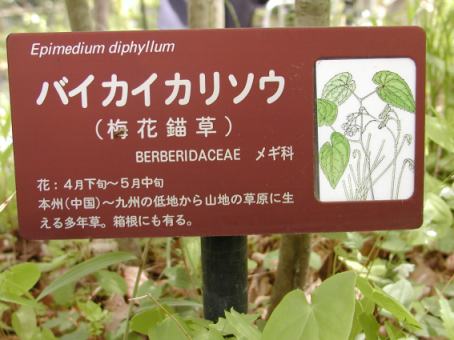 Epimedium diphyllum
バイカイカリソウ
(梅花錨草)
BERBERIDACEAE メギ科
花:4月下旬～5月中旬
本州(中国)～九州の低地から山地の草原に生
える多年草。箱根にも有る。